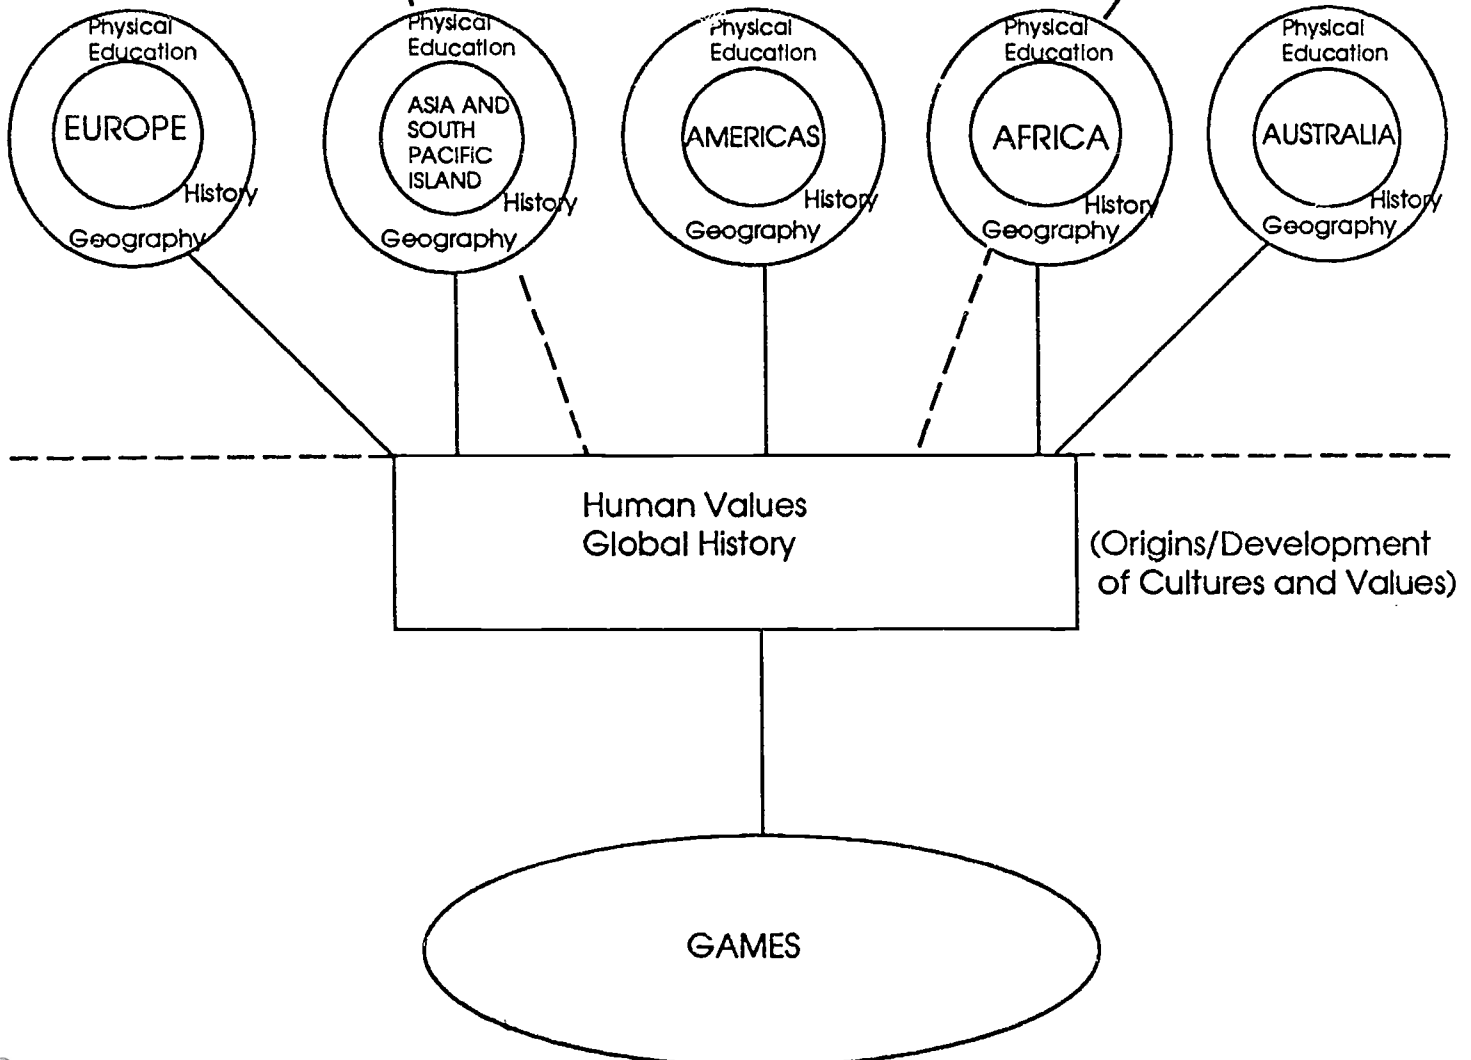 Physical
Education
EUROPE
History
Geography
Physical
Education
ASIA AND
SOUTH
PACIFIC
ISLAND
History
Geography
Physical
Education
AMERICAS
History
Geography
Physical
Education
AFRICA
History
Geography
Physical
Education
AUSTRALIA
History
Geography
Human Values
Global History
(Origins/Development
of Cultures and Values)
GAMES